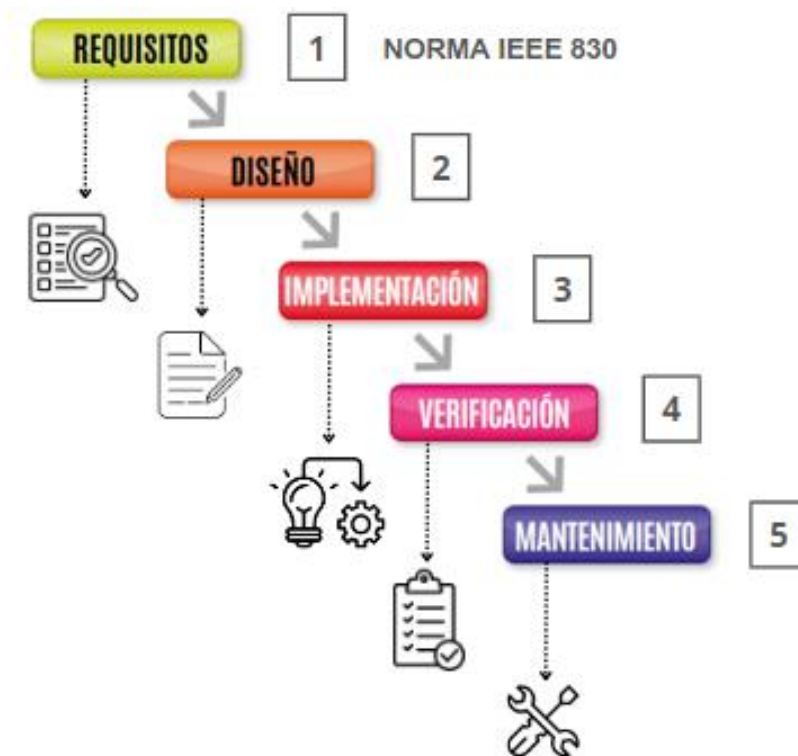 REQUISITOS 1 NORMA IEEE 830
DISEÑO 2
IMPLEMENTACIÓN 3
VERIFICACIÓN 4
MANTENIMIENTO 5